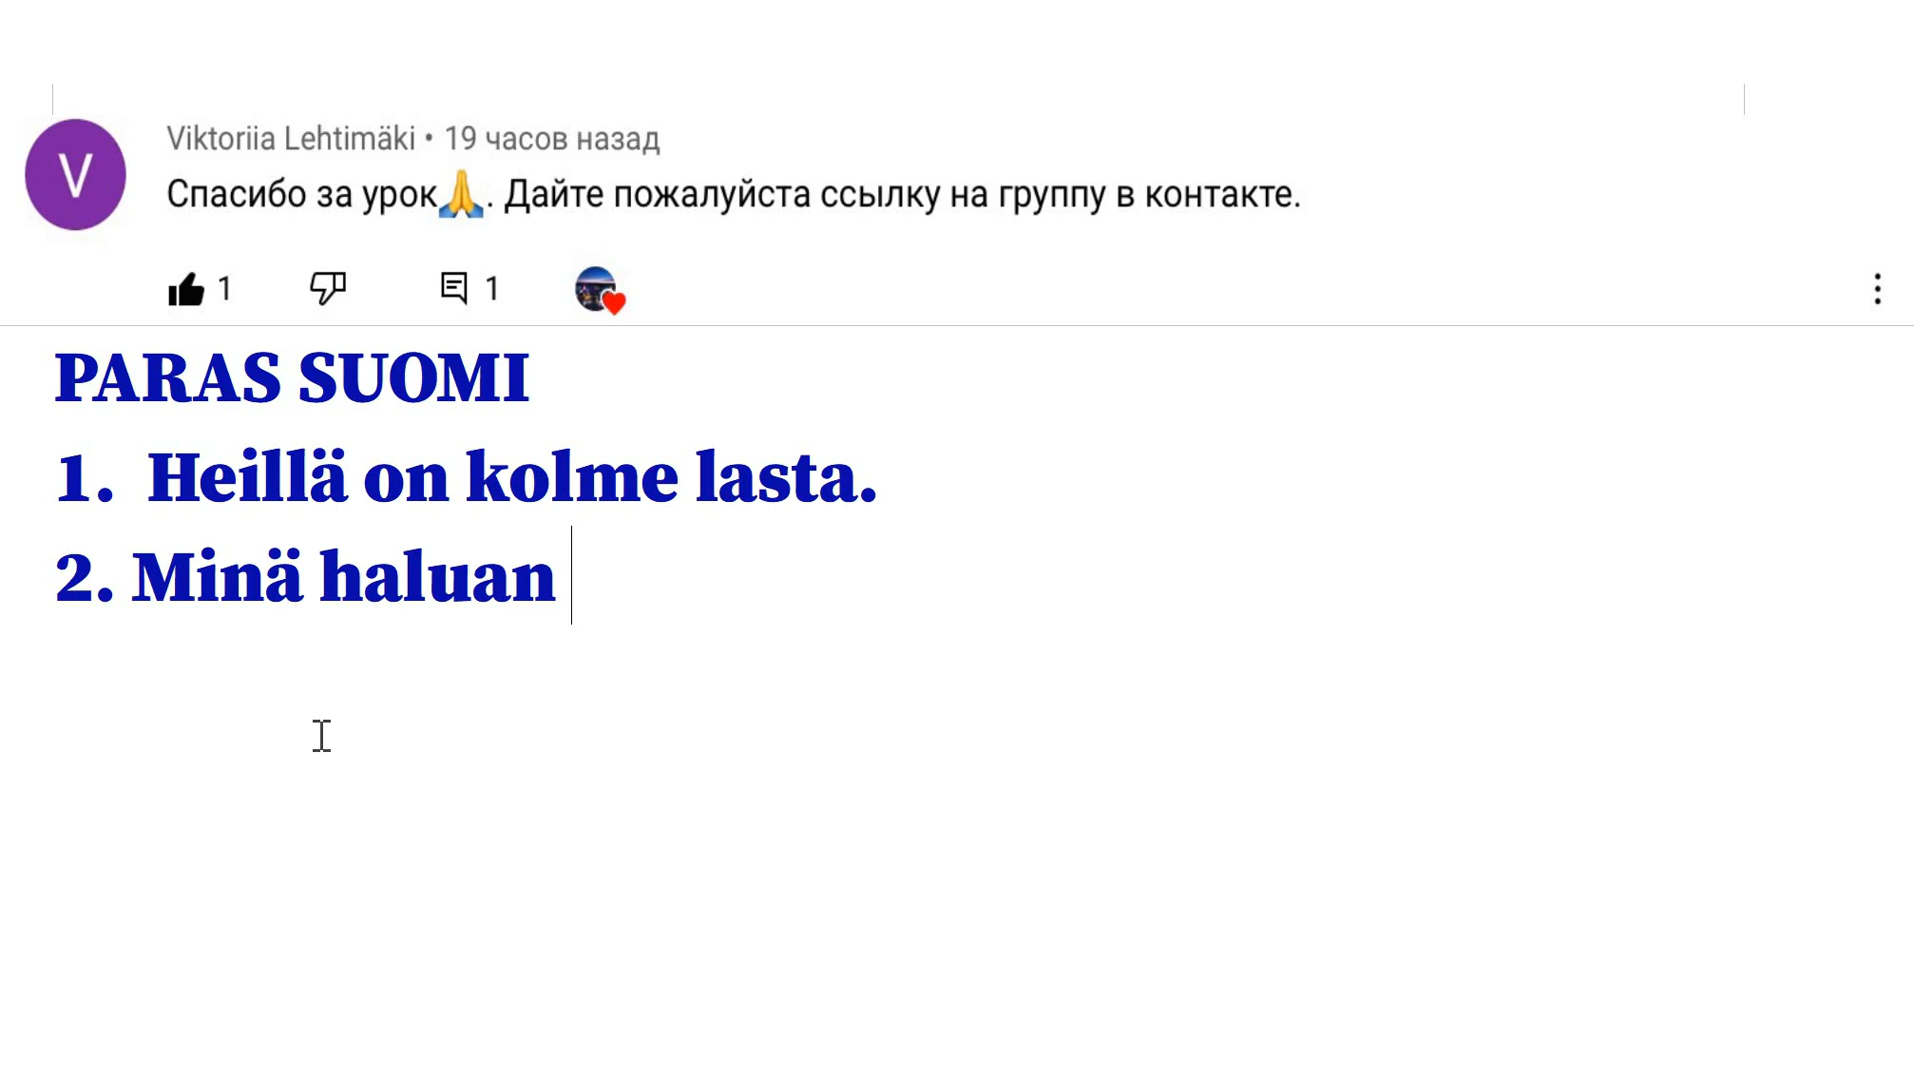 V
Viktoriia Lehtimäki • 19 часов назад
Спасибо за урок🙏. Дайте пожалуйста ссылку на группу в контакте.
1 1
PARAS SUOMI
1. Heillä on kolme lasta.
2. Minä haluan